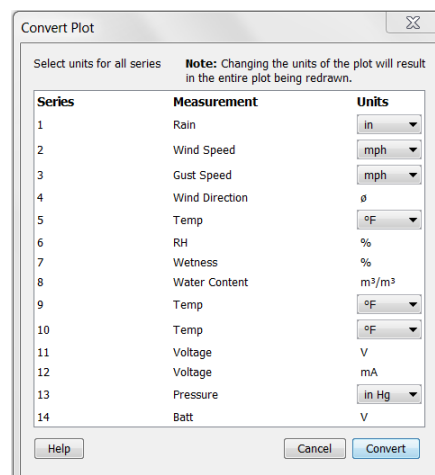 Convert Plot
Select units for all series Note: Changing the units of the plot will result
in the entire plot being redrawn.
Series Measurement Units
1 Rain in
2 Wind Speed mph
3 Gust Speed mph
4 Wind Direction ø
5 Temp °F
6 RH %
7 Wetness %
8 Water Content m³/m³
9 Temp °F
10 Temp °F
11 Voltage V
12 Voltage mA
13 Pressure in Hg
14 Batt V
Help Cancel Convert